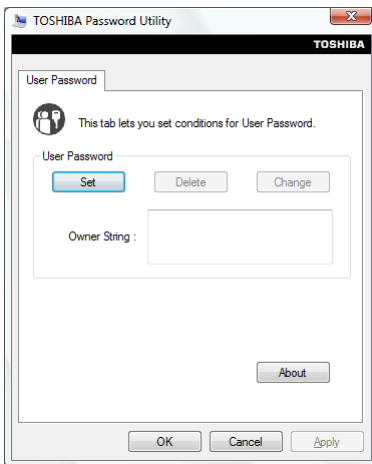 TOSHIBA Password Utility
TOSHIBA
User Password
This tab lets you set conditions for User Password.
User Password
Set Delete Change
Owner String :
About
OK Cancel Apply